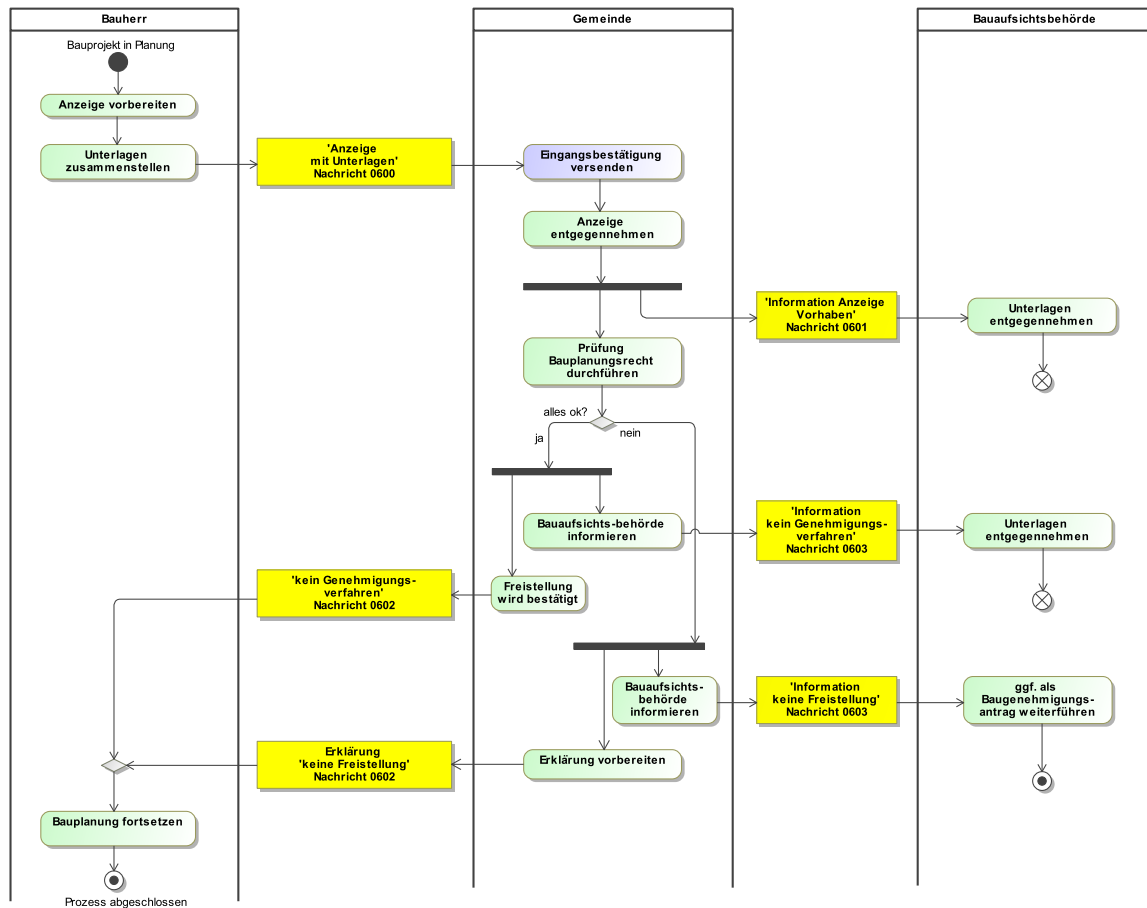 Bauherr
Gemeinde
Bauaufsichtsbehörde
Bauprojekt in Planung
Anzeige vorbereiten
Unterlagen
zusammenstellen
'Anzeige
mit Unterlagen'
Nachricht 0600
Eingangsbestätigung
versenden
Anzeige
entgegennehmen
'Information Anzeige
Vorhaben'
Nachricht 0601
Unterlagen
entgegennehmen
Prüfung
Bauplanungsrecht
durchführen
alles ok?
ja
nein
Bauaufsichts-behörde
informieren
'Information
kein Genehmigungs-
verfahren'
Nachricht 0603
Unterlagen
entgegennehmen
'kein Genehmigungs-
verfahren'
Nachricht 0602
Freistellung
wird bestätigt
Bauaufsichts-
behörde
informieren
'Information
keine Freistellung'
Nachricht 0603
ggf. als
Baugenehmigungs-
antrag weiterführen
Erklärung
'keine Freistellung'
Nachricht 0602
Erklärung vorbereiten
Bauplanung fortsetzen
Prozess abgeschlossen